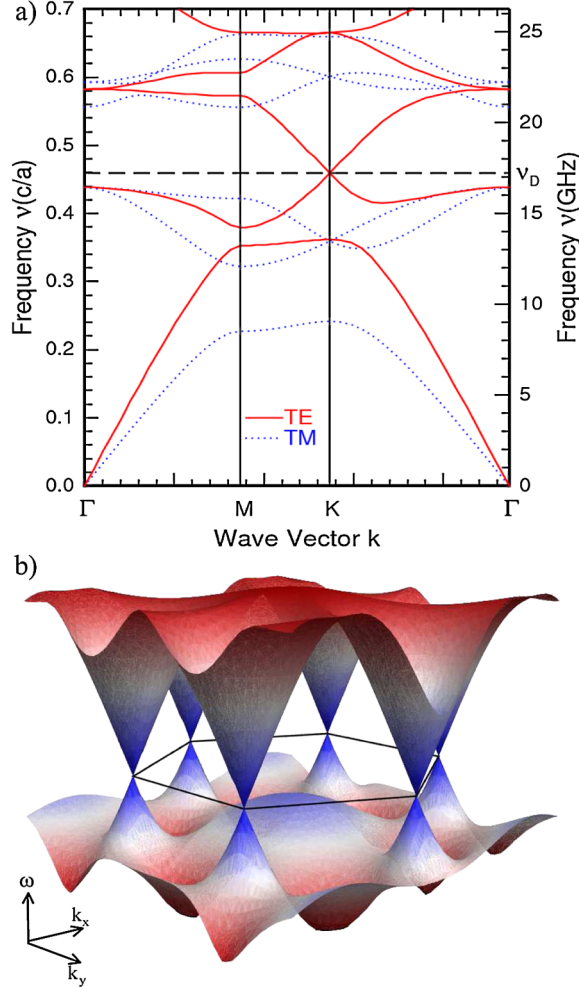 a)
0.7
0.6
0.5
0.4
0.3
0.2
0.1
0.0
Frequency ν(c/a)
25
20
ν_D
15
10
5
0
Frequency ν(GHz)
TE
TM
Γ M K Γ
Wave Vector k
b)
ω
k_x
k_y